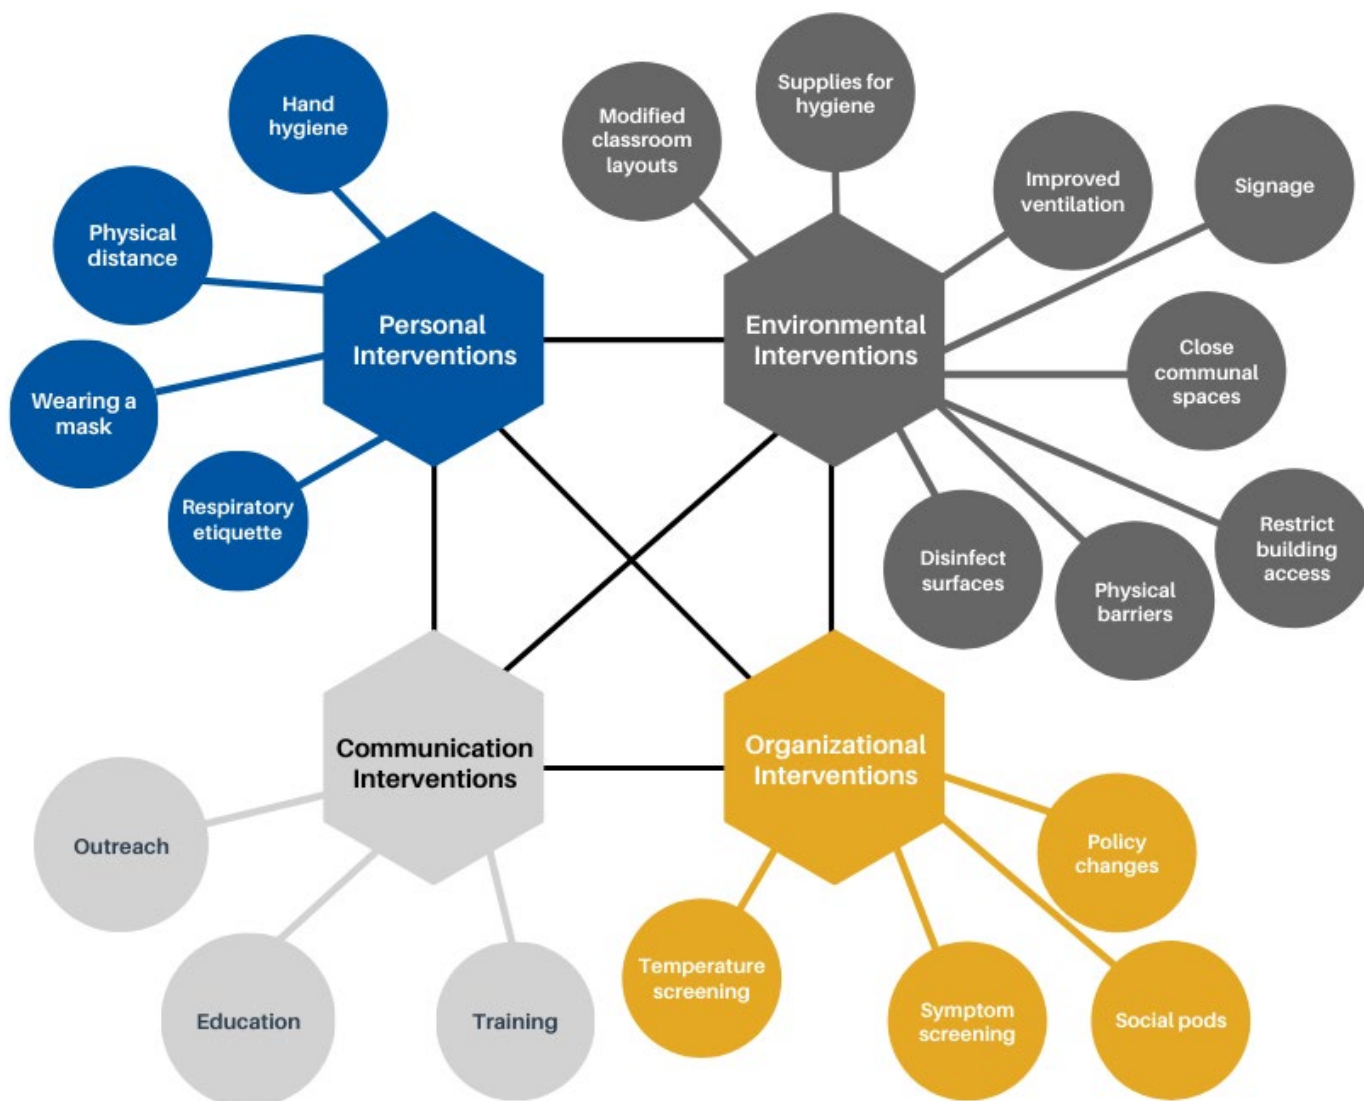 Hand
hygiene
Physical
distance
Wearing a
mask
Respiratory
etiquette
Personal
Interventions
Modified
classroom
layouts
Supplies for
hygiene
Improved
ventilation
Signage
Close
communal
spaces
Restrict
building
access
Physical
barriers
Disinfect
surfaces
Environmental
Interventions
Communication
Interventions
Outreach
Education
Training
Organizational
Interventions
Policy
changes
Social pods
Symptom
screening
Temperature
screening